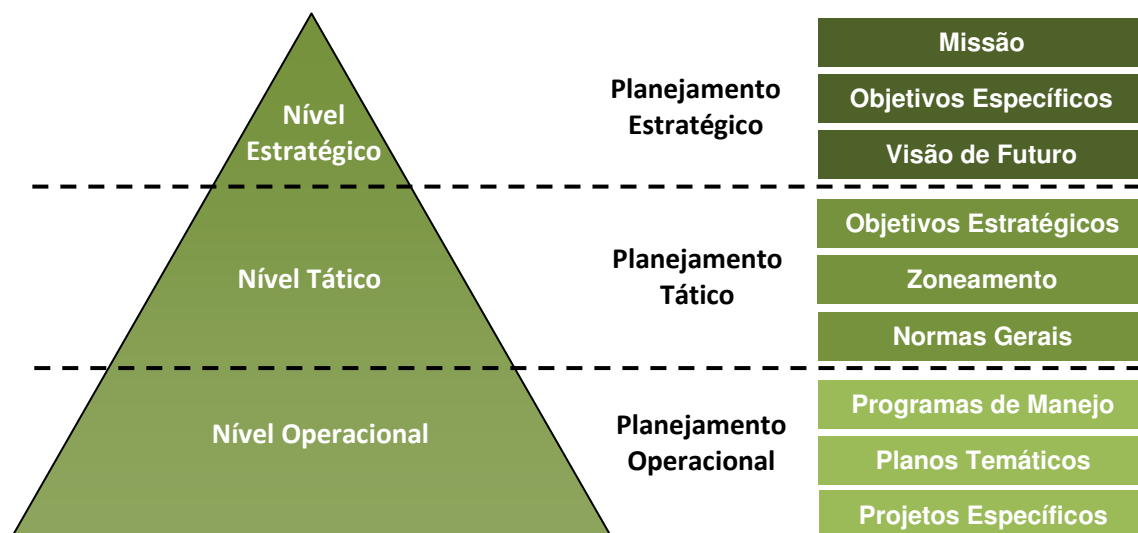 Nível
Estratégico
Planejamento
Estratégico
Missão
Objetivos Específicos
Visão de Futuro
Nível Tático
Planejamento
Tático
Objetivos Estratégicos
Zoneamento
Normas Gerais
Nível Operacional
Planejamento
Operacional
Programas de Manejo
Planos Temáticos
Projetos Específicos